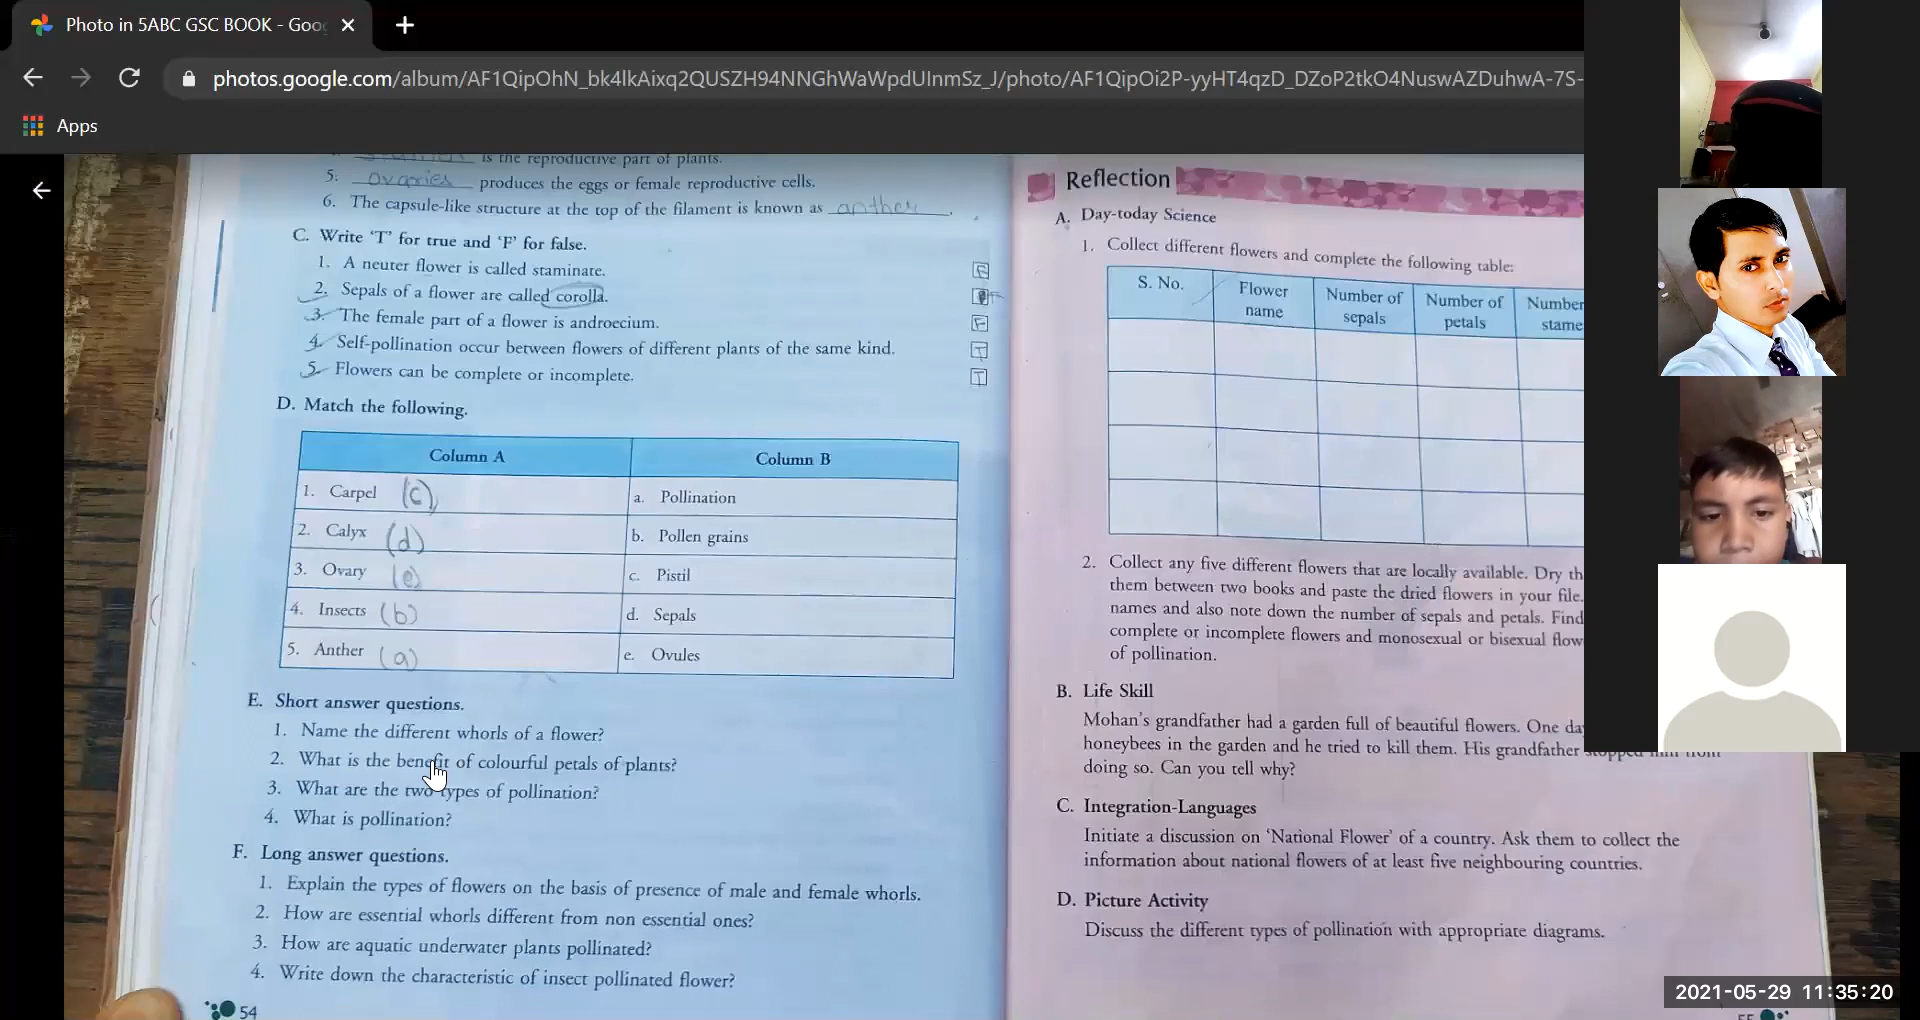 Photo in 5ABC GSC BOOK - Goo
photos.google.com/album/AF1QipOhN_bk4lkAixq2QUSZH94NNGhWaWpdUInmSz_J/photo/AF1QipOi2P-yyHT4qzD_DZoP2tkO4NuswAZDuhwA-7S-
Apps
is the reproductive part of plants.
5. ovaries produces the eggs or female reproductive cells.
6. The capsule-like structure at the top of the filament is known as anther.
C. Write 'T' for true and 'F' for false.
1. A neuter flower is called staminate. F
2. Sepals of a flower are called corolla. F
3. The female part of a flower is androecium. F
4. Self-pollination occur between flowers of different plants of the same kind. T
5. Flowers can be complete or incomplete. T
D. Match the following.
Column A Column B
1. Carpel (c) a. Pollination
2. Calyx (d) b. Pollen grains
3. Ovary (e) c. Pistil
4. Insects (b) d. Sepals
5. Anther (a) e. Ovules
E. Short answer questions.
1. Name the different whorls of a flower?
2. What is the benefit of colourful petals of plants?
3. What are the two types of pollination?
4. What is pollination?
F. Long answer questions.
1. Explain the types of flowers on the basis of presence of male and female whorls.
2. How are essential whorls different from non essential ones?
3. How are aquatic underwater plants pollinated?
4. Write down the characteristic of insect pollinated flower?
54
Reflection
A. Day-today Science
1. Collect different flowers and complete the following table:
S. No. Flower name Number of sepals Number of petals Number stame
2. Collect any five different flowers that are locally available. Dry th
them between two books and paste the dried flowers in your file.
names and also note down the number of sepals and petals. Find
complete or incomplete flowers and monosexual or bisexual flow
of pollination.
B. Life Skill
Mohan's grandfather had a garden full of beautiful flowers. One da
honeybees in the garden and he tried to kill them. His grandfather stopped him from
doing so. Can you tell why?
C. Integration-Languages
Initiate a discussion on 'National Flower' of a country. Ask them to collect the
information about national flowers of at least five neighbouring countries.
D. Picture Activity
Discuss the different types of pollination with appropriate diagrams.
55
2021-05-29 11:35:20